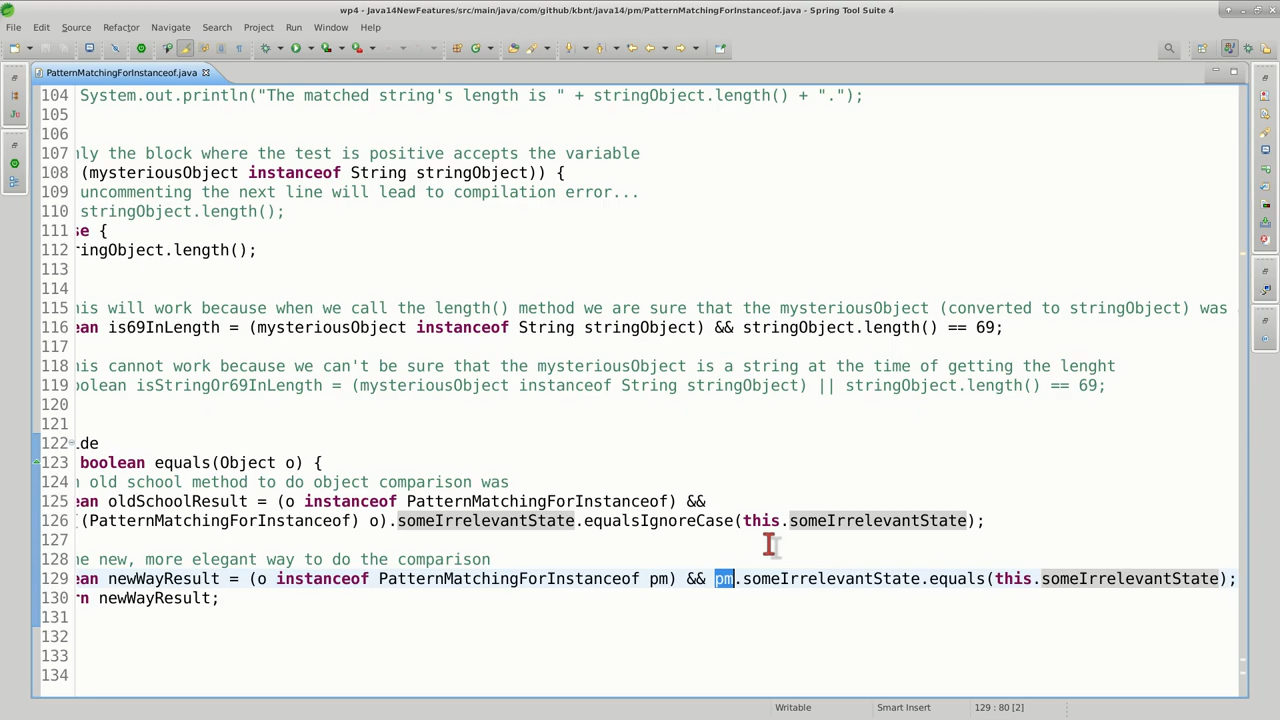 wp4 - Java14NewFeatures/src/main/java/com/github/kbnt/java14/pm/PatternMatchingForInstanceof.java - Spring Tool Suite 4
File Edit Source Refactor Navigate Search Project Run Window Help
PatternMatchingForInstanceof.java
104 System.out.println("The matched string's length is " + stringObject.length() + ".");
105
106
107 nly the block where the test is positive accepts the variable
108 (mysteriousObject instanceof String stringObject)) {
109 uncommenting the next line will lead to compilation error...
110 stringObject.length();
111 se {
112 ringObject.length();
113
114
115 his will work because when we call the length() method we are sure that the mysteriousObject (converted to stringObject) was
116 ean is69InLength = (mysteriousObject instanceof String stringObject) && stringObject.length() == 69;
117
118 his cannot work because we can't be sure that the mysteriousObject is a string at the time of getting the lenght
119 oolean isStringOr69InLength = (mysteriousObject instanceof String stringObject) || stringObject.length() == 69;
120
121
122 ide
123 boolean equals(Object o) {
124 n old school method to do object comparison was
125 ean oldSchoolResult = (o instanceof PatternMatchingForInstanceof) &&
126 ((PatternMatchingForInstanceof) o).someIrrelevantState.equalsIgnoreCase(this.someIrrelevantState);
127
128 he new, more elegant way to do the comparison
129 ean newWayResult = (o instanceof PatternMatchingForInstanceof pm) && pm.someIrrelevantState.equals(this.someIrrelevantState);
130 rn newWayResult;
131
132
133
134
Writable Smart Insert 129 : 80 [2]